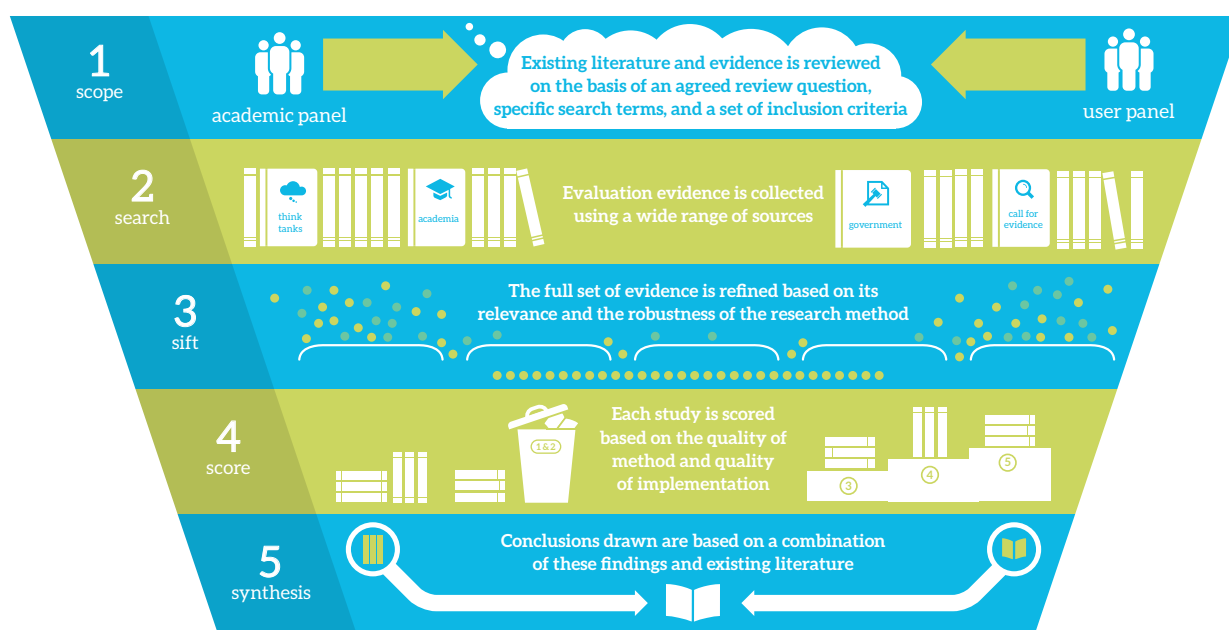 1
scope
academic panel
Existing literature and evidence is reviewed
on the basis of an agreed review question,
specific search terms, and a set of inclusion criteria
user panel
2
search
think
tanks
academia
Evaluation evidence is collected
using a wide range of sources
government
call for
evidence
3
sift
The full set of evidence is refined based on its
relevance and the robustness of the research method
4
score
1 & 2
Each study is scored
based on the quality of
method and quality
of implementation
3
4
5
5
synthesis
Conclusions drawn are based on a combination
of these findings and existing literature